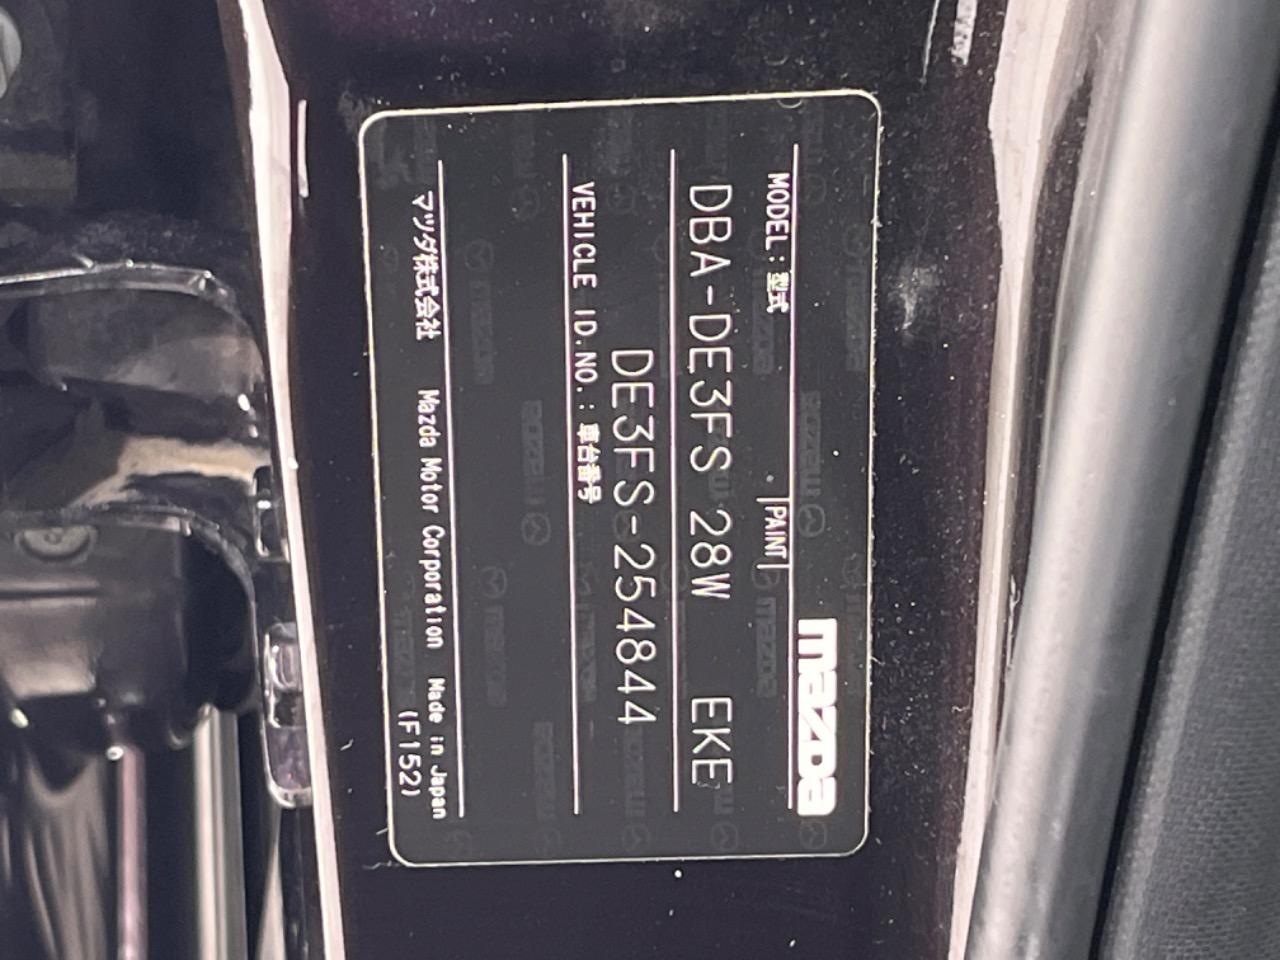 mazda
MODEL:型式 PAINT
DBA-DE3FS 28W EKE
DE3FS-254844
VEHICLE ID.NO.:車台番号
マツダ株式会社 Mazda Motor Corporation Made in Japan
(F152)